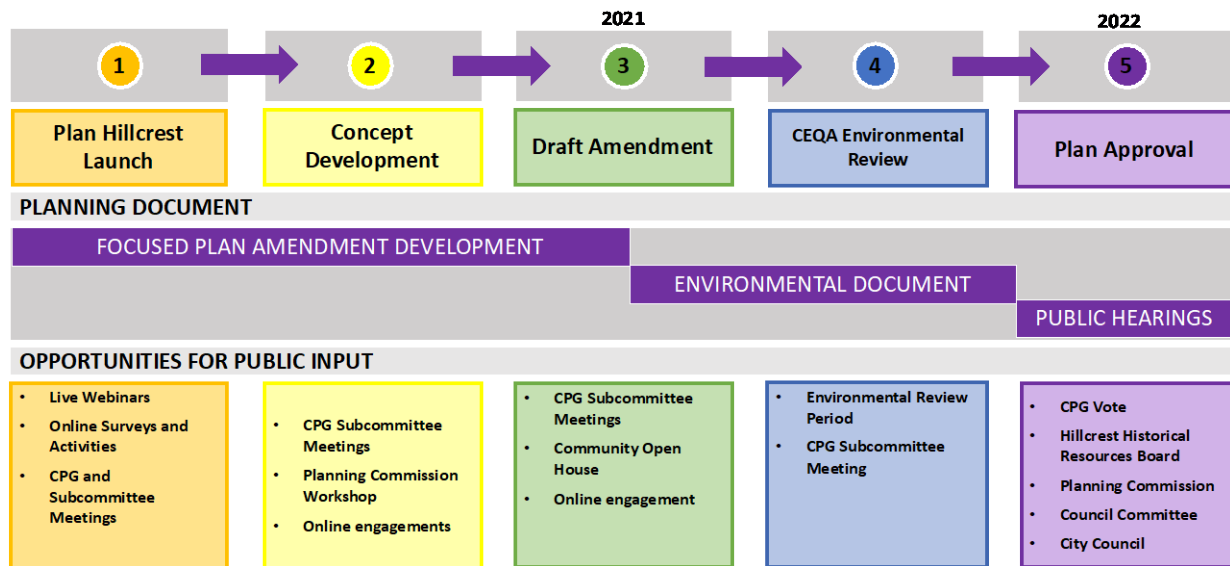 2021
2022
1
2
3
4
5
Plan Hillcrest
Launch
Concept
Development
Draft Amendment
CEQA Environmental
Review
Plan Approval
PLANNING DOCUMENT
FOCUSED PLAN AMENDMENT DEVELOPMENT
ENVIRONMENTAL DOCUMENT
PUBLIC HEARINGS
OPPORTUNITIES FOR PUBLIC INPUT
• Live Webinars
• Online Surveys and
Activities
• CPG and
Subcommittee
Meetings
• CPG Subcommittee
Meetings
• Planning Commission
Workshop
• Online engagements
• CPG Subcommittee
Meetings
• Community Open
House
• Online engagement
• Environmental Review
Period
• CPG Subcommittee
Meeting
• CPG Vote
• Hillcrest Historical
Resources Board
• Planning Commission
• Council Committee
• City Council